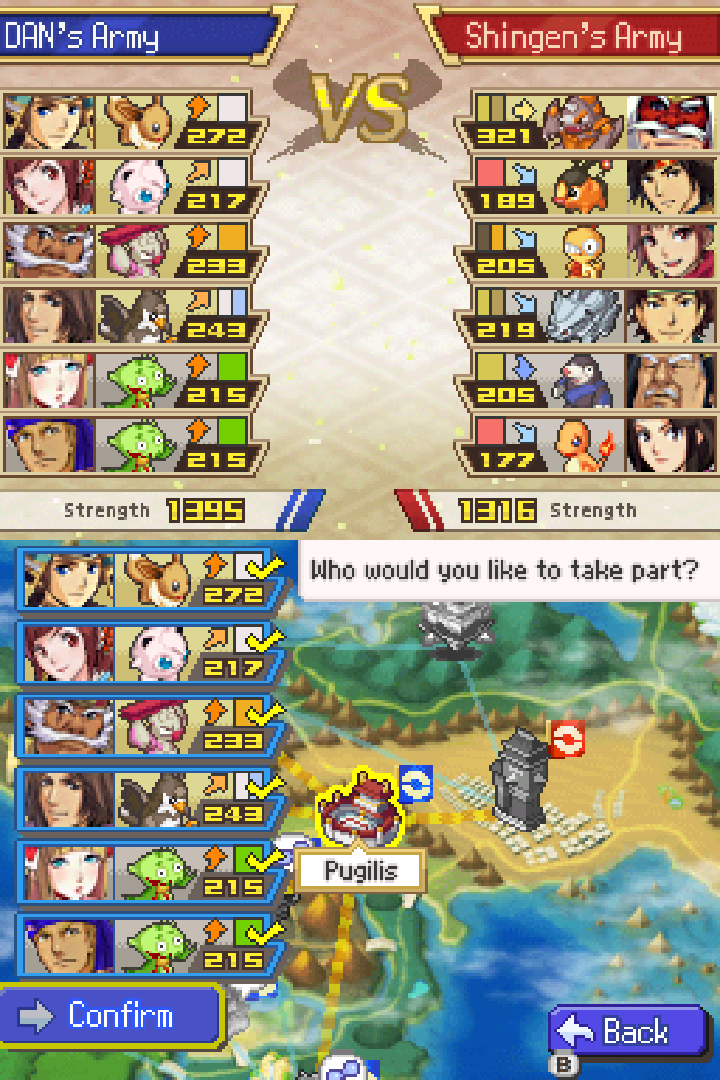 DAN's Army
Shingen's Army
VS
272
321
217
189
233
205
243
219
215
205
215
177
Strength 1395
1316 Strength
Who would you like to take part?
272
217
233
243
215
215
Pugilis
Confirm
Back
B